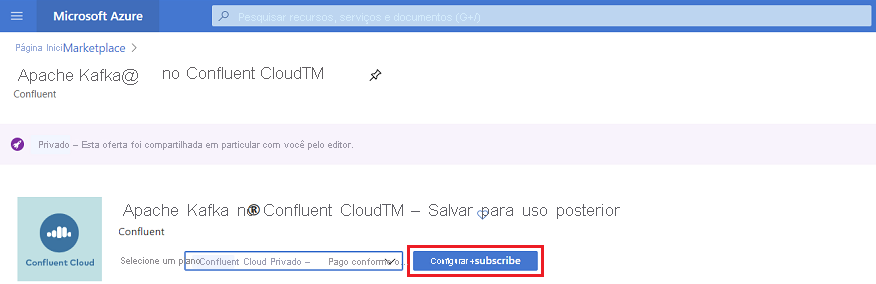 Microsoft Azure
Pesquisar recursos, serviços e documentos (G+/)
Página Inici Marketplace >
Apache Kafka@ no Confluent CloudTM
Confluent
Privado – Esta oferta foi compartilhada em particular com você pelo editor.
Apache Kafka no® Confluent CloudTM – Salvar para uso posterior
Confluent
Confluent Cloud
Selecione um plano Confluent Cloud Privado – Pago conforme o... Configurar+subscribe